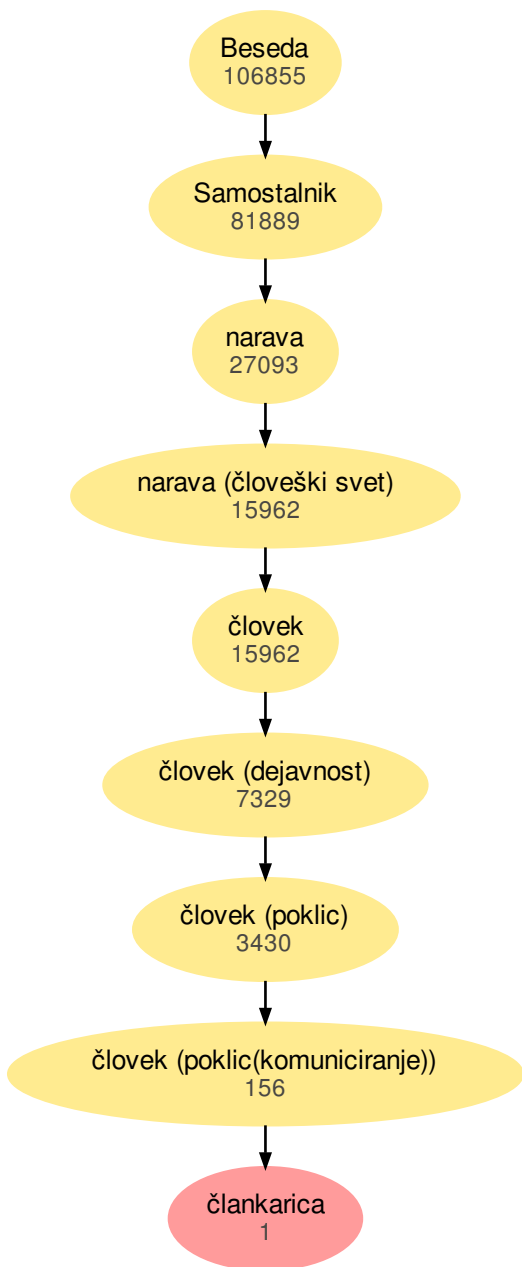 Beseda
106855
Samostalnik
81889
narava
27093
narava (človeški svet)
15962
človek
15962
človek (dejavnost)
7329
človek (poklic)
3430
človek (poklic(komuniciranje))
156
člankarica
1